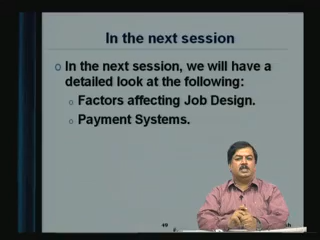 In the next session
o In the next session, we will have a
detailed look at the following:
o Factors affecting Job Design.
o Payment Systems.
49